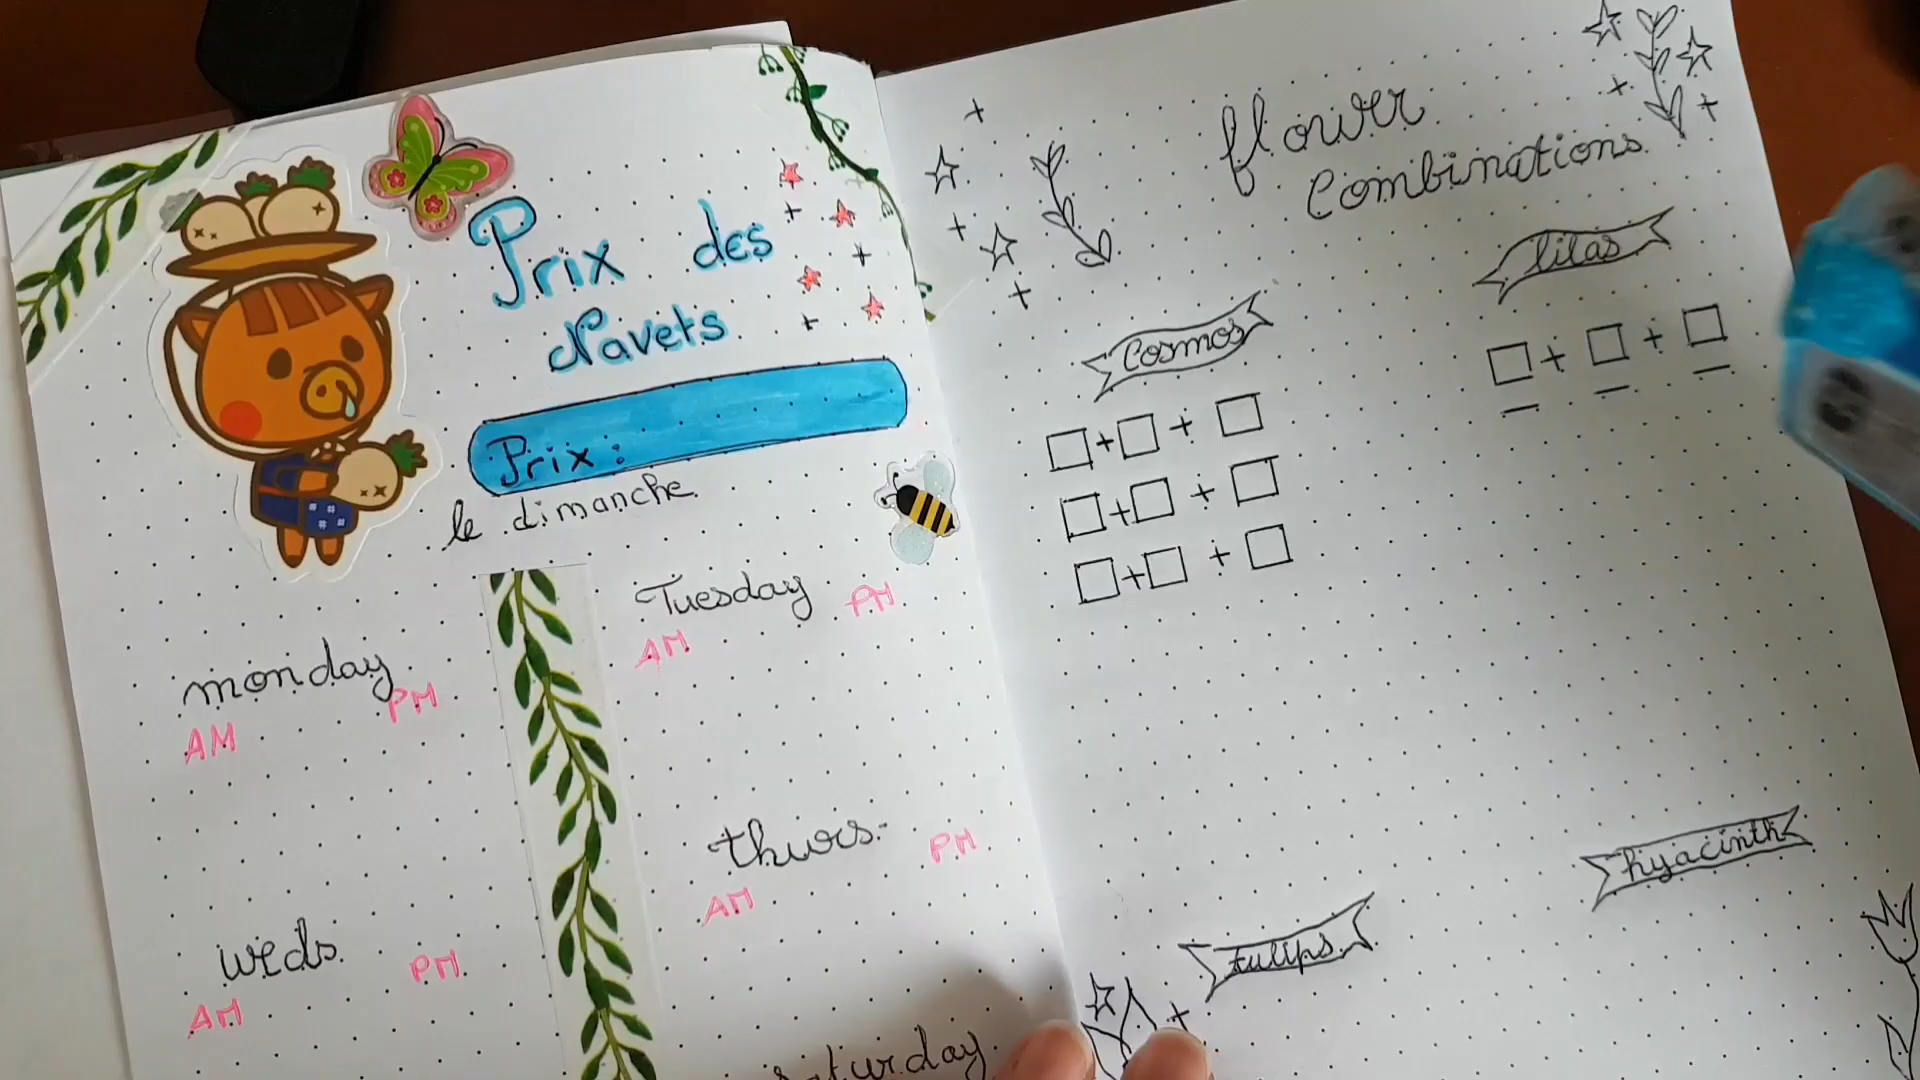 Prix des
Navets
Prix :
le dimanche
monday
AM PM
Tuesday
AM PM
weds.
AM PM
thurs.
AM PM
saturday
flower
Combinations
Cosmos
□+□ + □
□+□ + □
□+□ + □
lilas
□ + □ + □
tulips
hyacinth